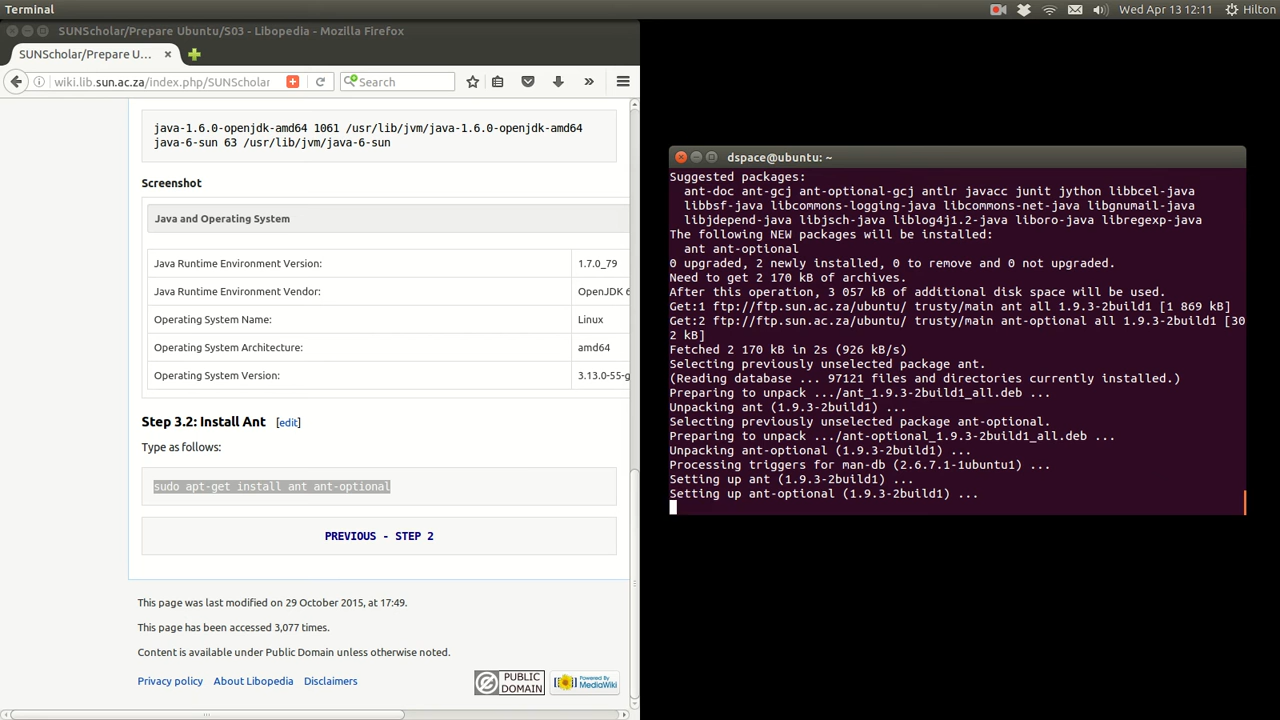 Terminal
Wed Apr 13 12:11
Hilton
SUNScholar/Prepare Ubuntu/S03 - Libopedia - Mozilla Firefox
SUNScholar/Prepare U...
wiki.lib.sun.ac.za/index.php/SUNScholar
Search
java-1.6.0-openjdk-amd64 1061 /usr/lib/jvm/java-1.6.0-openjdk-amd64
java-6-sun 63 /usr/lib/jvm/java-6-sun
Screenshot
Java and Operating System
Java Runtime Environment Version: 1.7.0_79
Java Runtime Environment Vendor: OpenJDK 6
Operating System Name: Linux
Operating System Architecture: amd64
Operating System Version: 3.13.0-55-g
Step 3.2: Install Ant [edit]
Type as follows:
sudo apt-get install ant ant-optional
PREVIOUS - STEP 2
This page was last modified on 29 October 2015, at 17:49.
This page has been accessed 3,077 times.
Content is available under Public Domain unless otherwise noted.
Privacy policy About Libopedia Disclaimers
PUBLIC
DOMAIN
Powered By
MediaWiki
dspace@ubuntu: ~
Suggested packages:
ant-doc ant-gcj ant-optional-gcj antlr javacc junit jython libbcel-java
libbsf-java libcommons-logging-java libcommons-net-java libgnumail-java
libjdepend-java libjsch-java liblog4j1.2-java liboro-java libregexp-java
The following NEW packages will be installed:
ant ant-optional
0 upgraded, 2 newly installed, 0 to remove and 0 not upgraded.
Need to get 2 170 kB of archives.
After this operation, 3 057 kB of additional disk space will be used.
Get:1 ftp://ftp.sun.ac.za/ubuntu/ trusty/main ant all 1.9.3-2build1 [1 869 kB]
Get:2 ftp://ftp.sun.ac.za/ubuntu/ trusty/main ant-optional all 1.9.3-2build1 [30
2 kB]
Fetched 2 170 kB in 2s (926 kB/s)
Selecting previously unselected package ant.
(Reading database ... 97121 files and directories currently installed.)
Preparing to unpack .../ant_1.9.3-2build1_all.deb ...
Unpacking ant (1.9.3-2build1) ...
Selecting previously unselected package ant-optional.
Preparing to unpack .../ant-optional_1.9.3-2build1_all.deb ...
Unpacking ant-optional (1.9.3-2build1) ...
Processing triggers for man-db (2.6.7.1-1ubuntu1) ...
Setting up ant (1.9.3-2build1) ...
Setting up ant-optional (1.9.3-2build1) ...